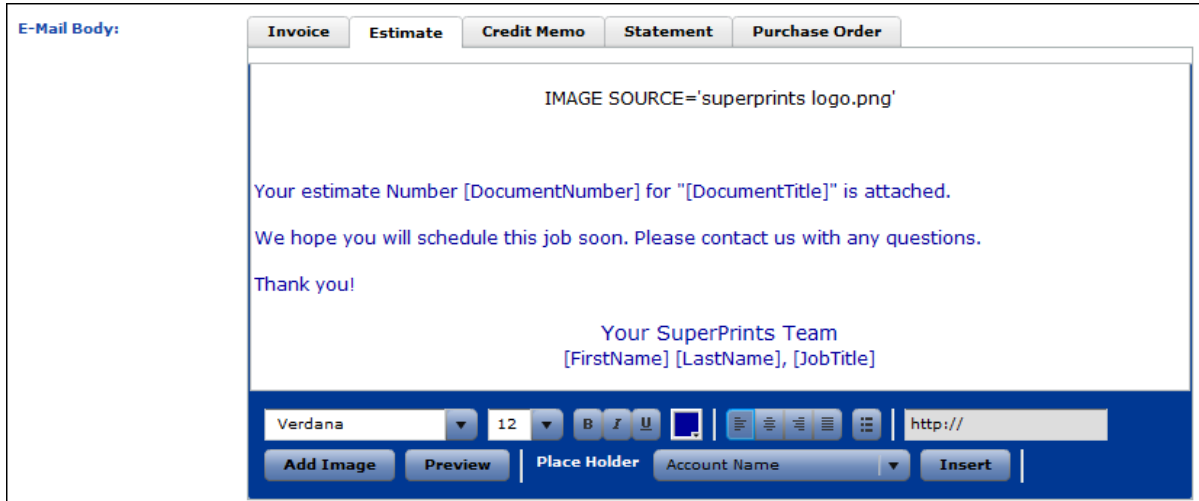 E-Mail Body:
Invoice Estimate Credit Memo Statement Purchase Order
IMAGE SOURCE='superprints logo.png'
Your estimate Number [DocumentNumber] for "[DocumentTitle]" is attached.
We hope you will schedule this job soon. Please contact us with any questions.
Thank you!
Your SuperPrints Team
[FirstName] [LastName], [JobTitle]
Verdana 12 B I U http://
Add Image Preview Place Holder Account Name Insert